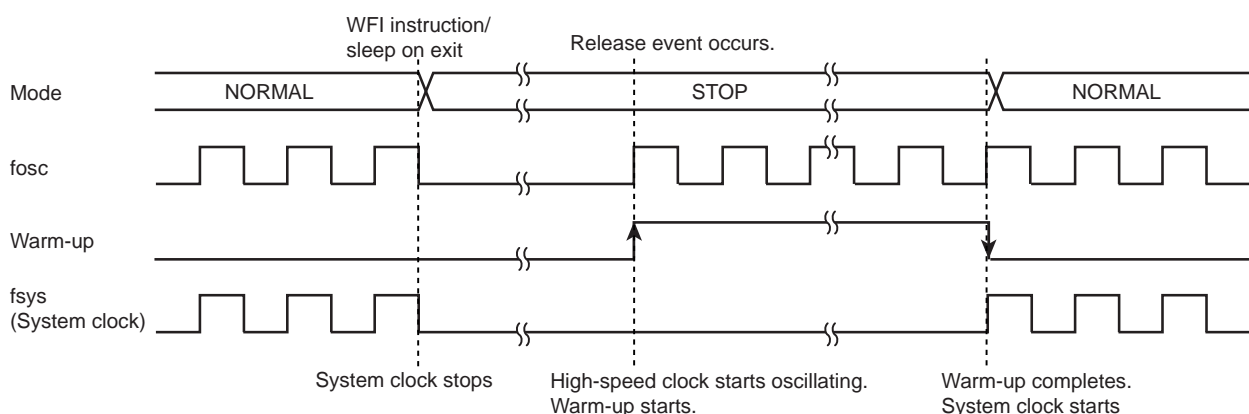 WFI instruction/
sleep on exit
Release event occurs.
Mode
NORMAL
STOP
NORMAL
fosc
Warm-up
fsys
(System clock)
System clock stops
High-speed clock starts oscillating.
Warm-up starts.
Warm-up completes.
System clock starts